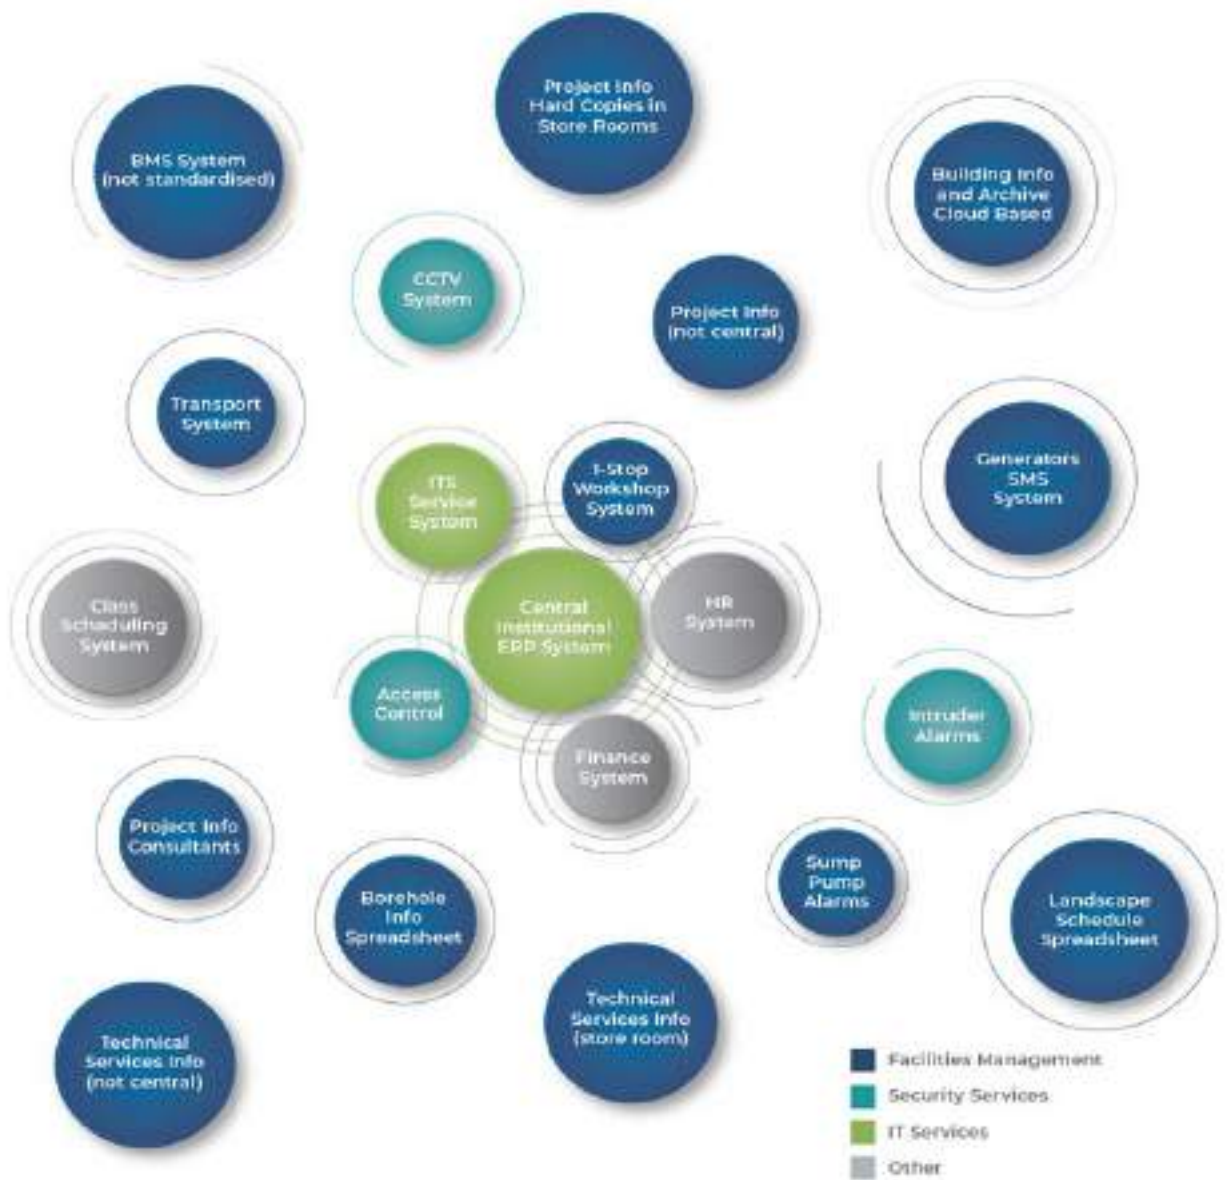 Project Info
Hard Copies in
Store Rooms
BMS System
(not standardised)
Building Info
and Archive
Cloud Based
CCTV
System
Project Info
(not central)
Transport
System
ITS
Service
System
1-Stop
Workshop
System
Generators
SMS
System
Class
Scheduling
System
Central
Institutional
ERP System
HR
System
Access
Control
Intruder
Alarms
Finance
System
Project Info
Consultants
Borehole
Info
Spreadsheet
Sump
Pump
Alarms
Landscape
Schedule
Spreadsheet
Technical
Services Info
(not central)
Technical
Services Info
(store room)
Facilities Management
Security Services
IT Services
Other